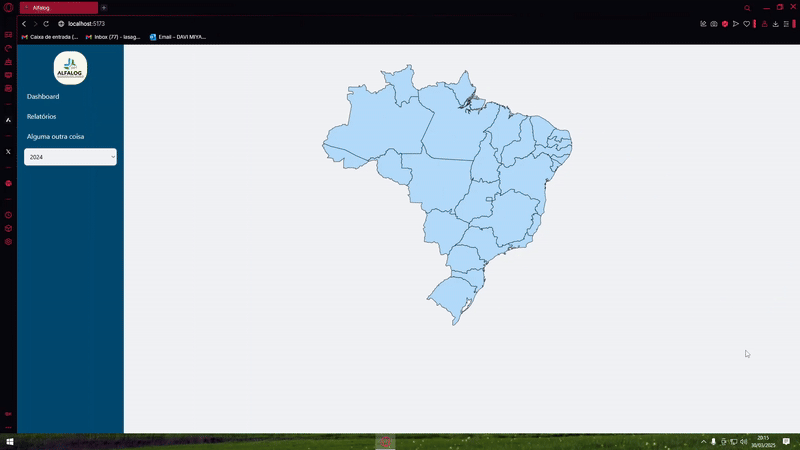 Alfalog
localhost:5173
Caixa de entrada (...
Inbox (77) - lasag...
Email – DAVI MIYA...
ALFALOG
Dashboard
Relatórios
Alguma outra coisa
2024
20:15
30/03/2025